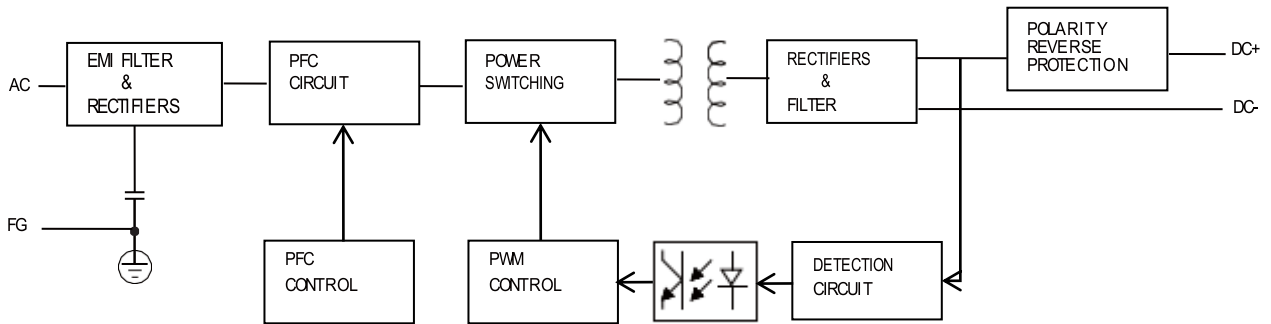 AC
EMI FILTER
&
RECTIFIERS
PFC
CIRCUIT
POWER
SWITCHING
RECTIFIERS
&
FILTER
POLARITY
REVERSE
PROTECTION
DC+
DC-
FG
PFC
CONTROL
PWM
CONTROL
DETECTION
CIRCUIT